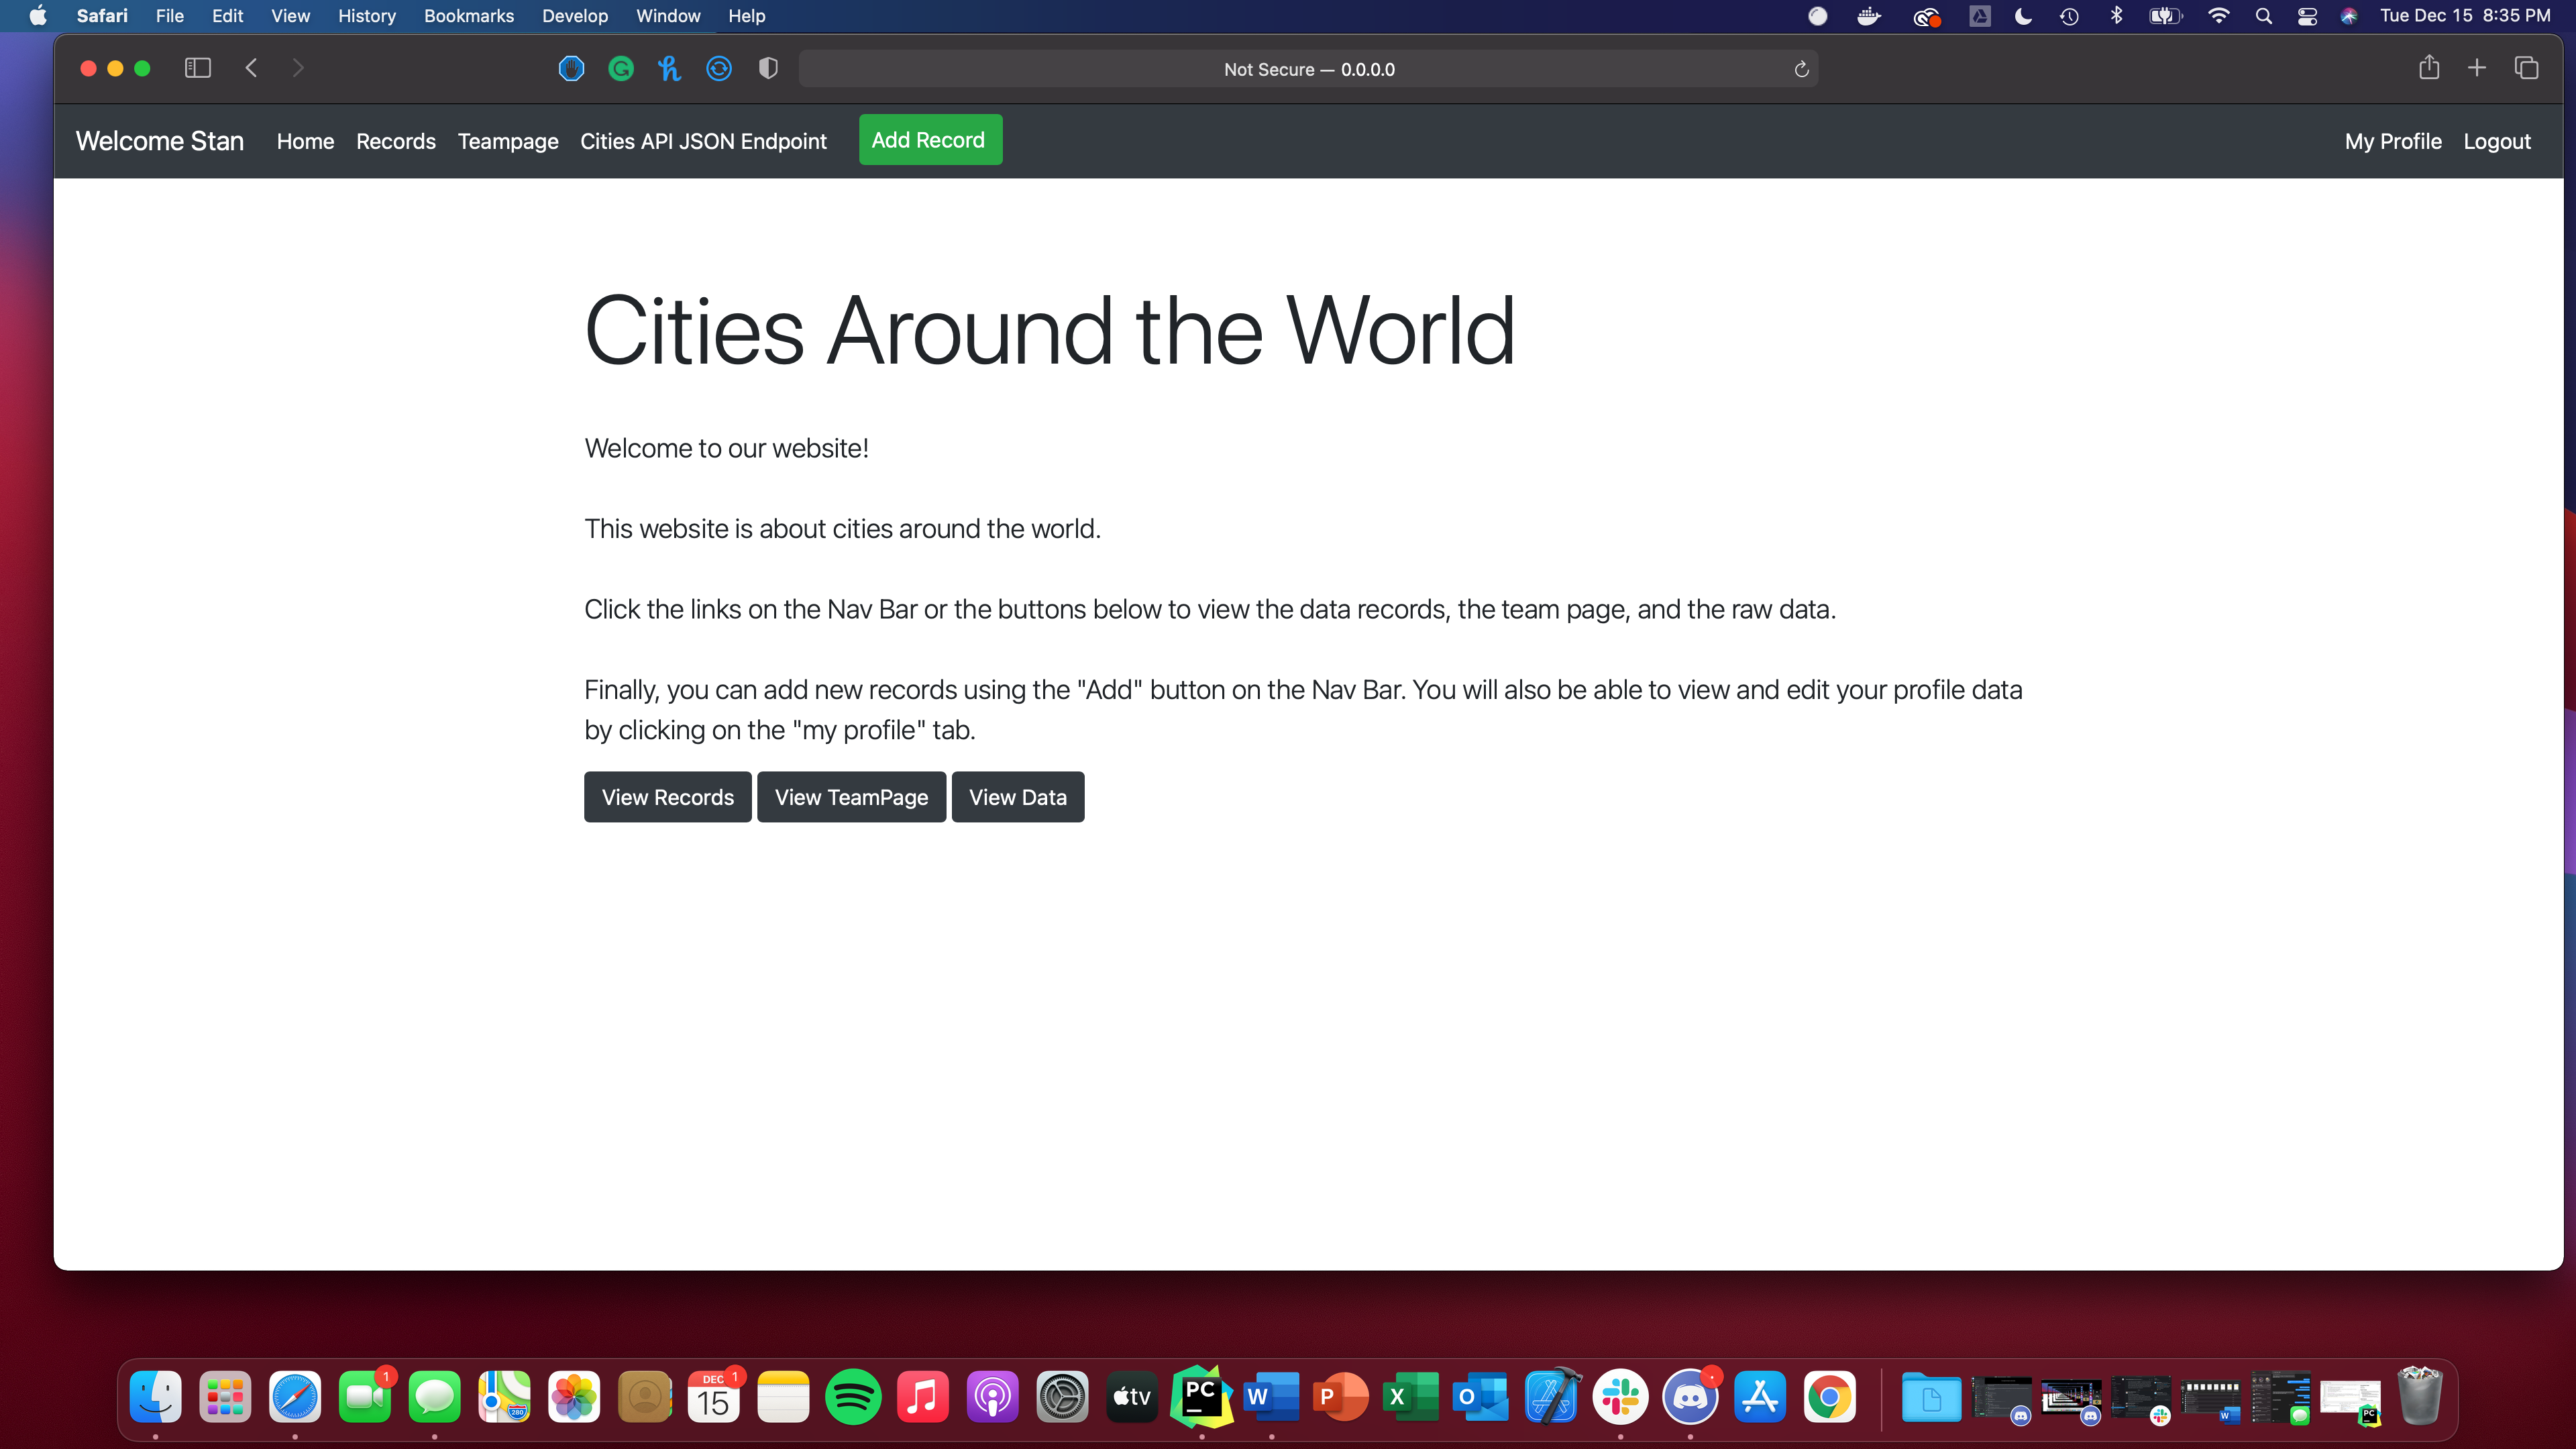 Safari File Edit View History Bookmarks Develop Window Help Tue Dec 15 8:35 PM
Not Secure — 0.0.0.0
Welcome Stan Home Records Teampage Cities API JSON Endpoint Add Record My Profile Logout
Cities Around the World
Welcome to our website!
This website is about cities around the world.
Click the links on the Nav Bar or the buttons below to view the data records, the team page, and the raw data.
Finally, you can add new records using the "Add" button on the Nav Bar. You will also be able to view and edit your profile data
by clicking on the "my profile" tab.
View Records View TeamPage View Data
1 280 DEC 1 15 tv PC W P X O W PC